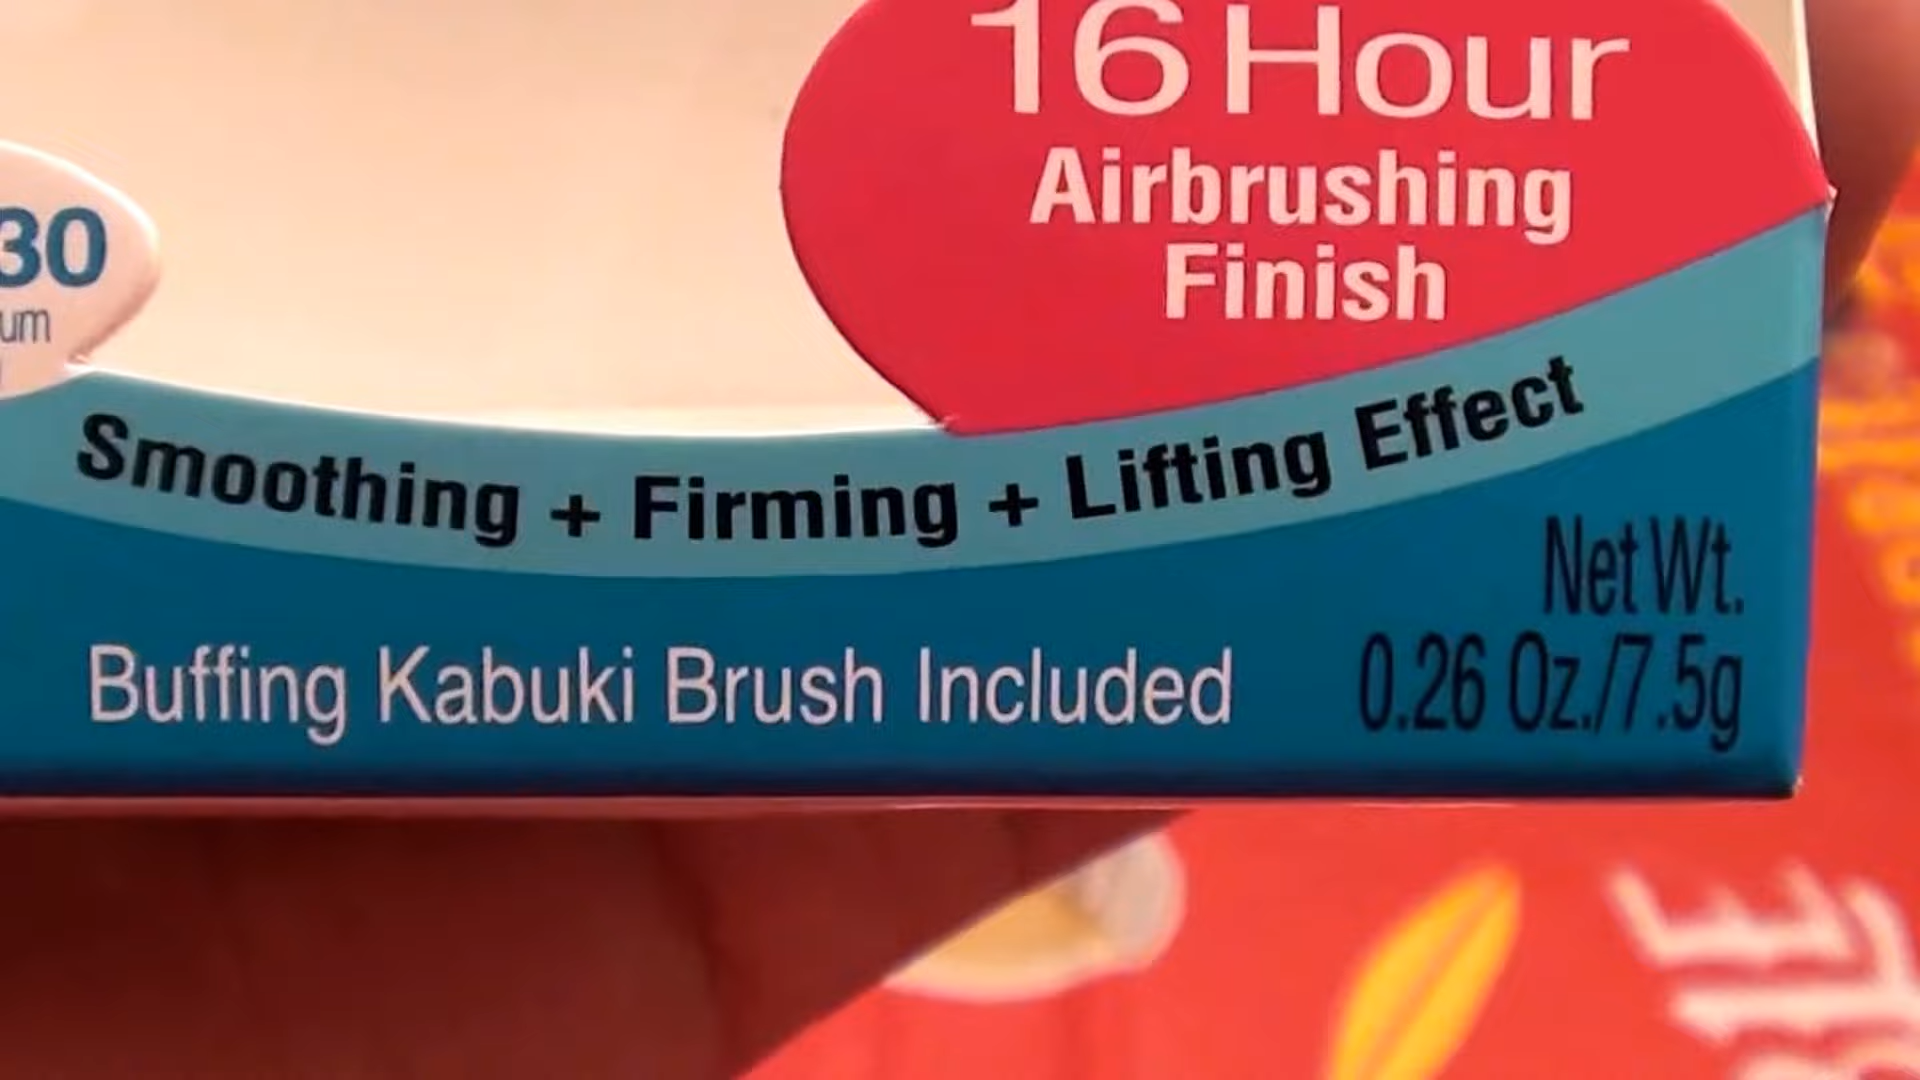 16 Hour
Airbrushing
Finish
30
um
Smoothing + Firming + Lifting Effect
Net Wt.
0.26 Oz./7.5g
Buffing Kabuki Brush Included